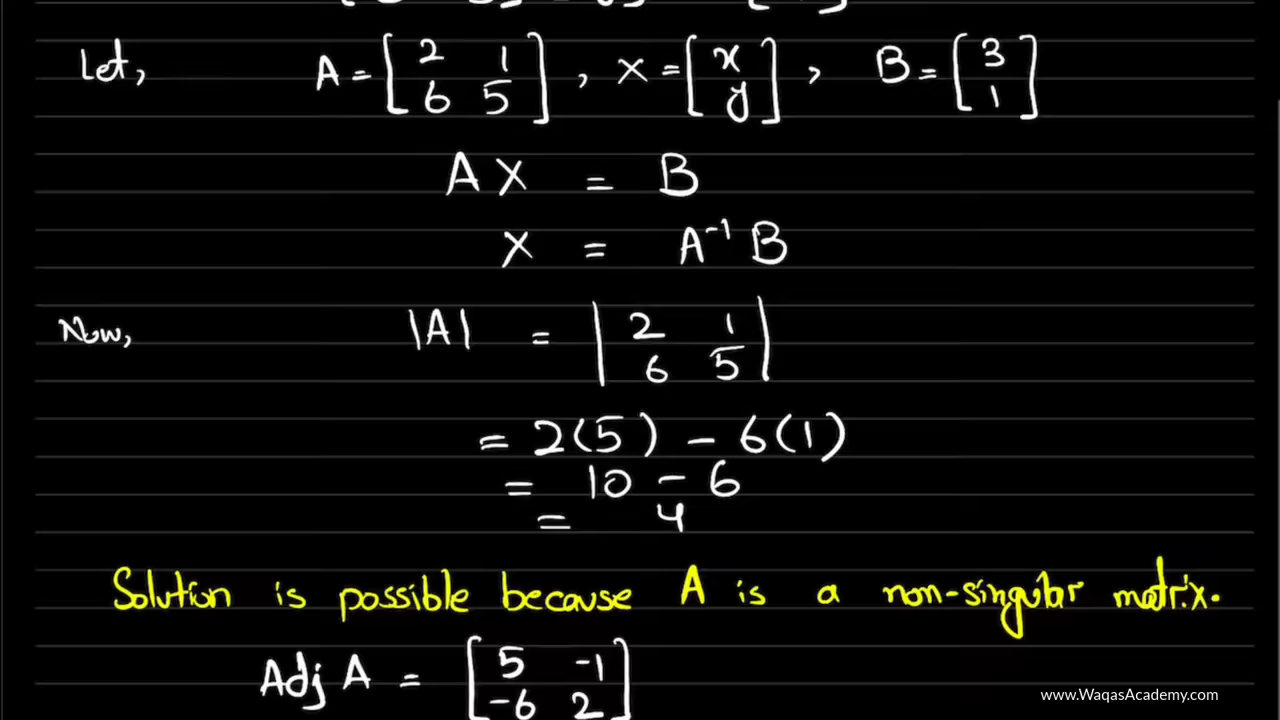 Let, A = [2 1 6 5], X = [x y], B = [3 1]
AX = B
X = A⁻¹B
Now, |A| = |2 1 6 5|
= 2(5) - 6(1)
= 10 - 6
= 4
Solution is possible because A is a non-singular matrix.
Adj A = [5 -1 -6 2]
www.WaqasAcademy.com